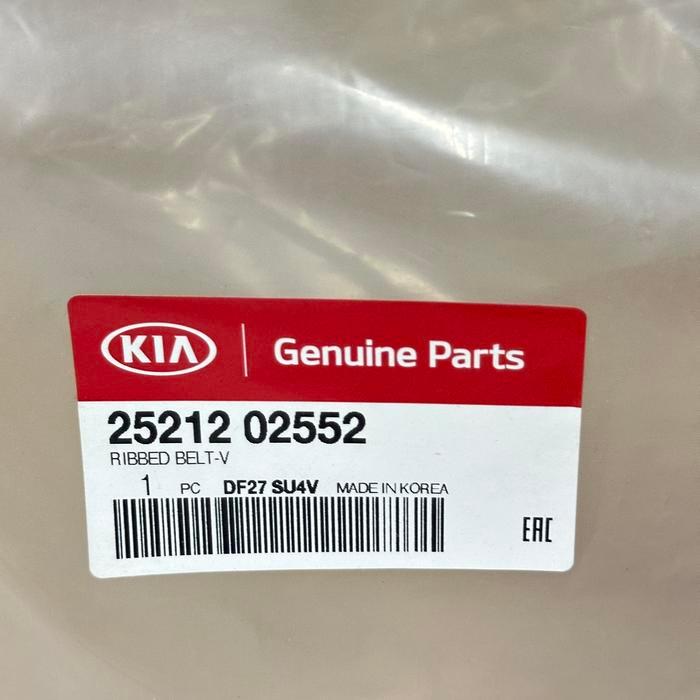 KIA Genuine Parts
25212 02552
RIBBED BELT-V
1 PC DF27 SU4V MADE IN KOREA
EAC